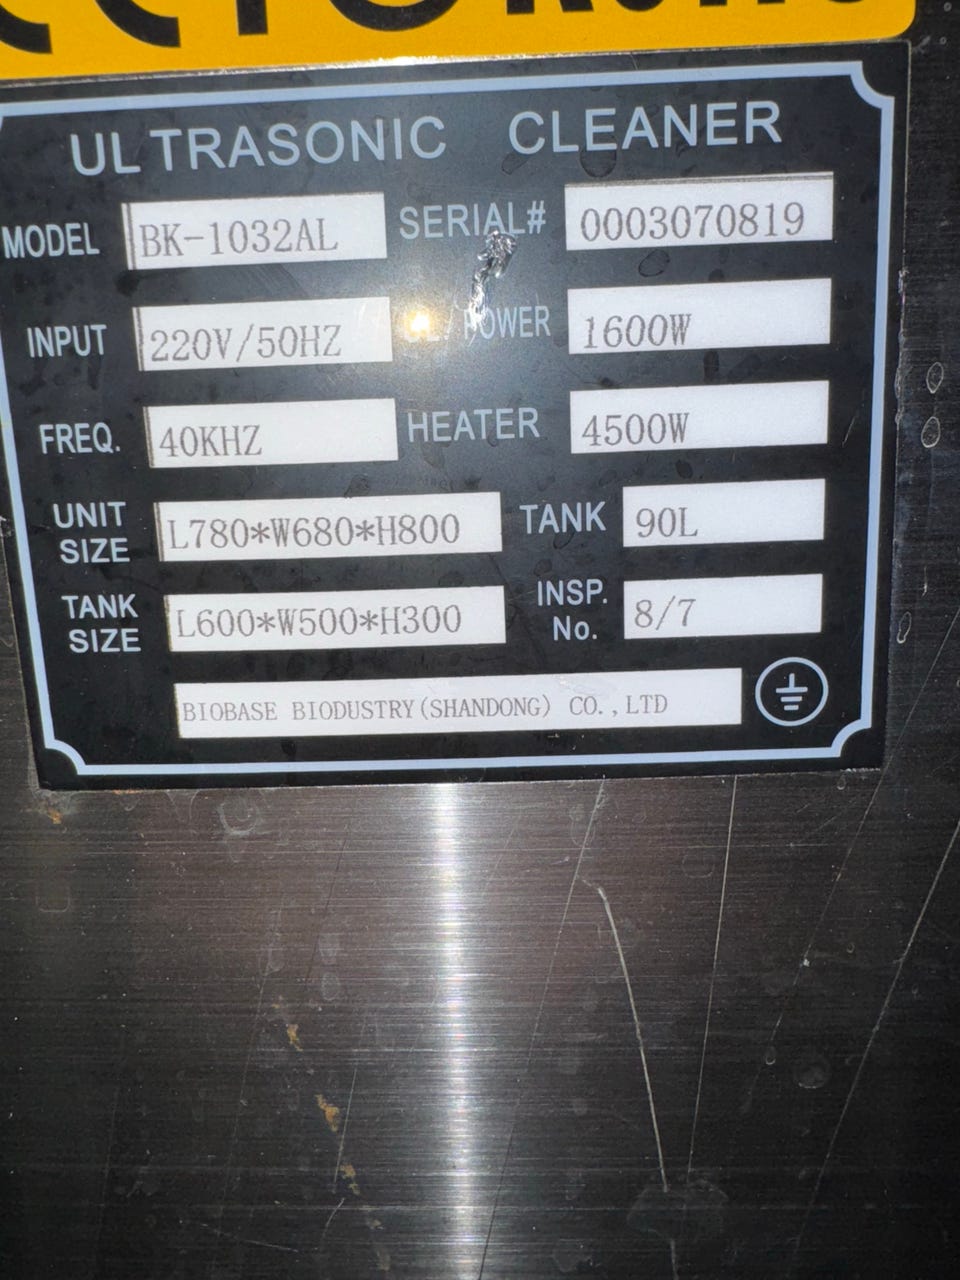 ULTRASONIC CLEANER
MODEL BK-1032AL SERIAL# 0003070819
INPUT 220V/50HZ POWER 1600W
FREQ. 40KHZ HEATER 4500W
UNIT SIZE L780*W680*H800 TANK 90L
TANK SIZE L600*W500*H300 INSP. No. 8/7
BIOBASE BIODUSTRY(SHANDONG) CO.,LTD